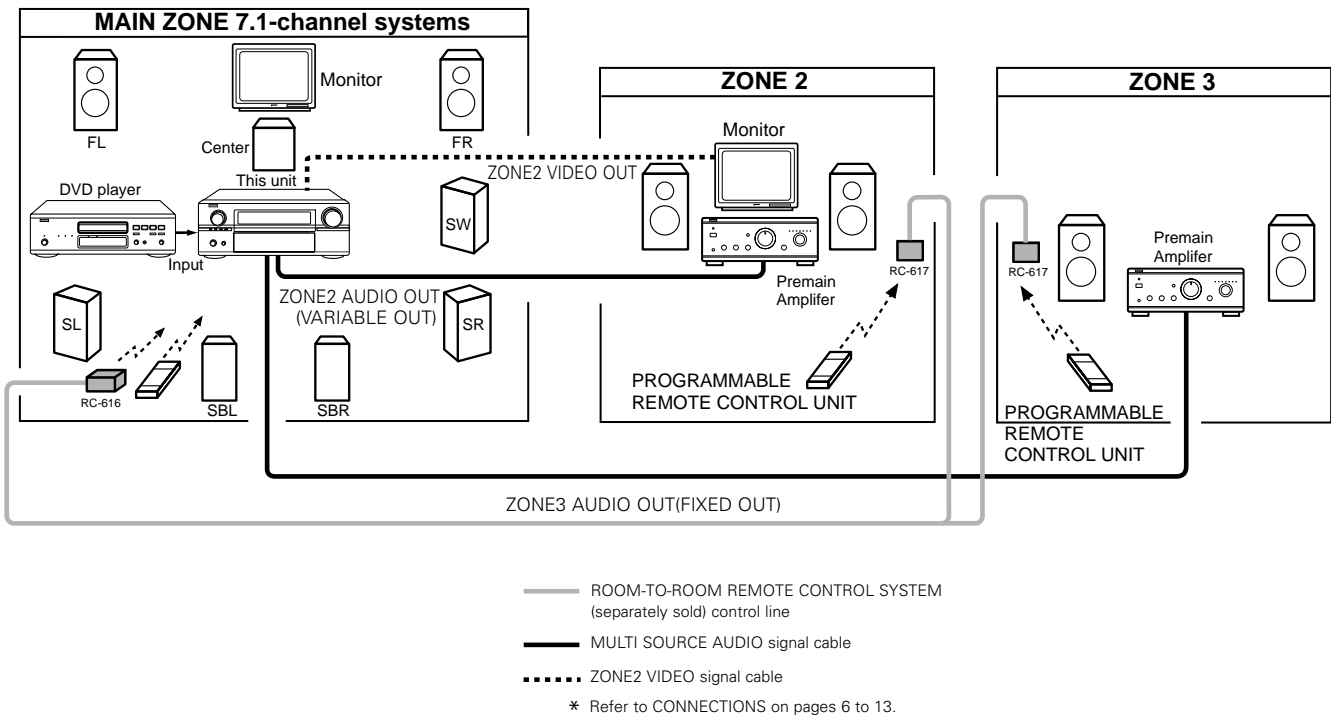 MAIN ZONE 7.1-channel systems
Monitor
FL
Center
FR
This unit
DVD player
Input
SW
ZONE2 VIDEO OUT
ZONE2 AUDIO OUT
(VARIABLE OUT)
SL
SR
RC-616
SBL
SBR
ZONE 2
Monitor
Premain
Amplifer
RC-617
PROGRAMMABLE
REMOTE CONTROL UNIT
ZONE 3
RC-617
Premain
Amplifer
PROGRAMMABLE
REMOTE
CONTROL UNIT
ZONE3 AUDIO OUT(FIXED OUT)
ROOM-TO-ROOM REMOTE CONTROL SYSTEM
(separately sold) control line
MULTI SOURCE AUDIO signal cable
ZONE2 VIDEO signal cable
* Refer to CONNECTIONS on pages 6 to 13.